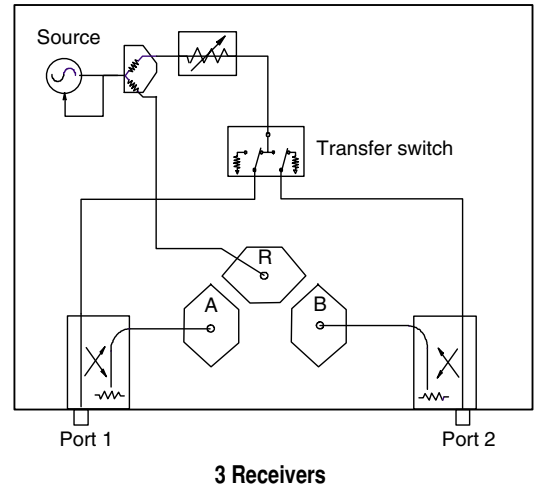 Source
Transfer switch
R
A
B
Port 1
Port 2
3 Receivers